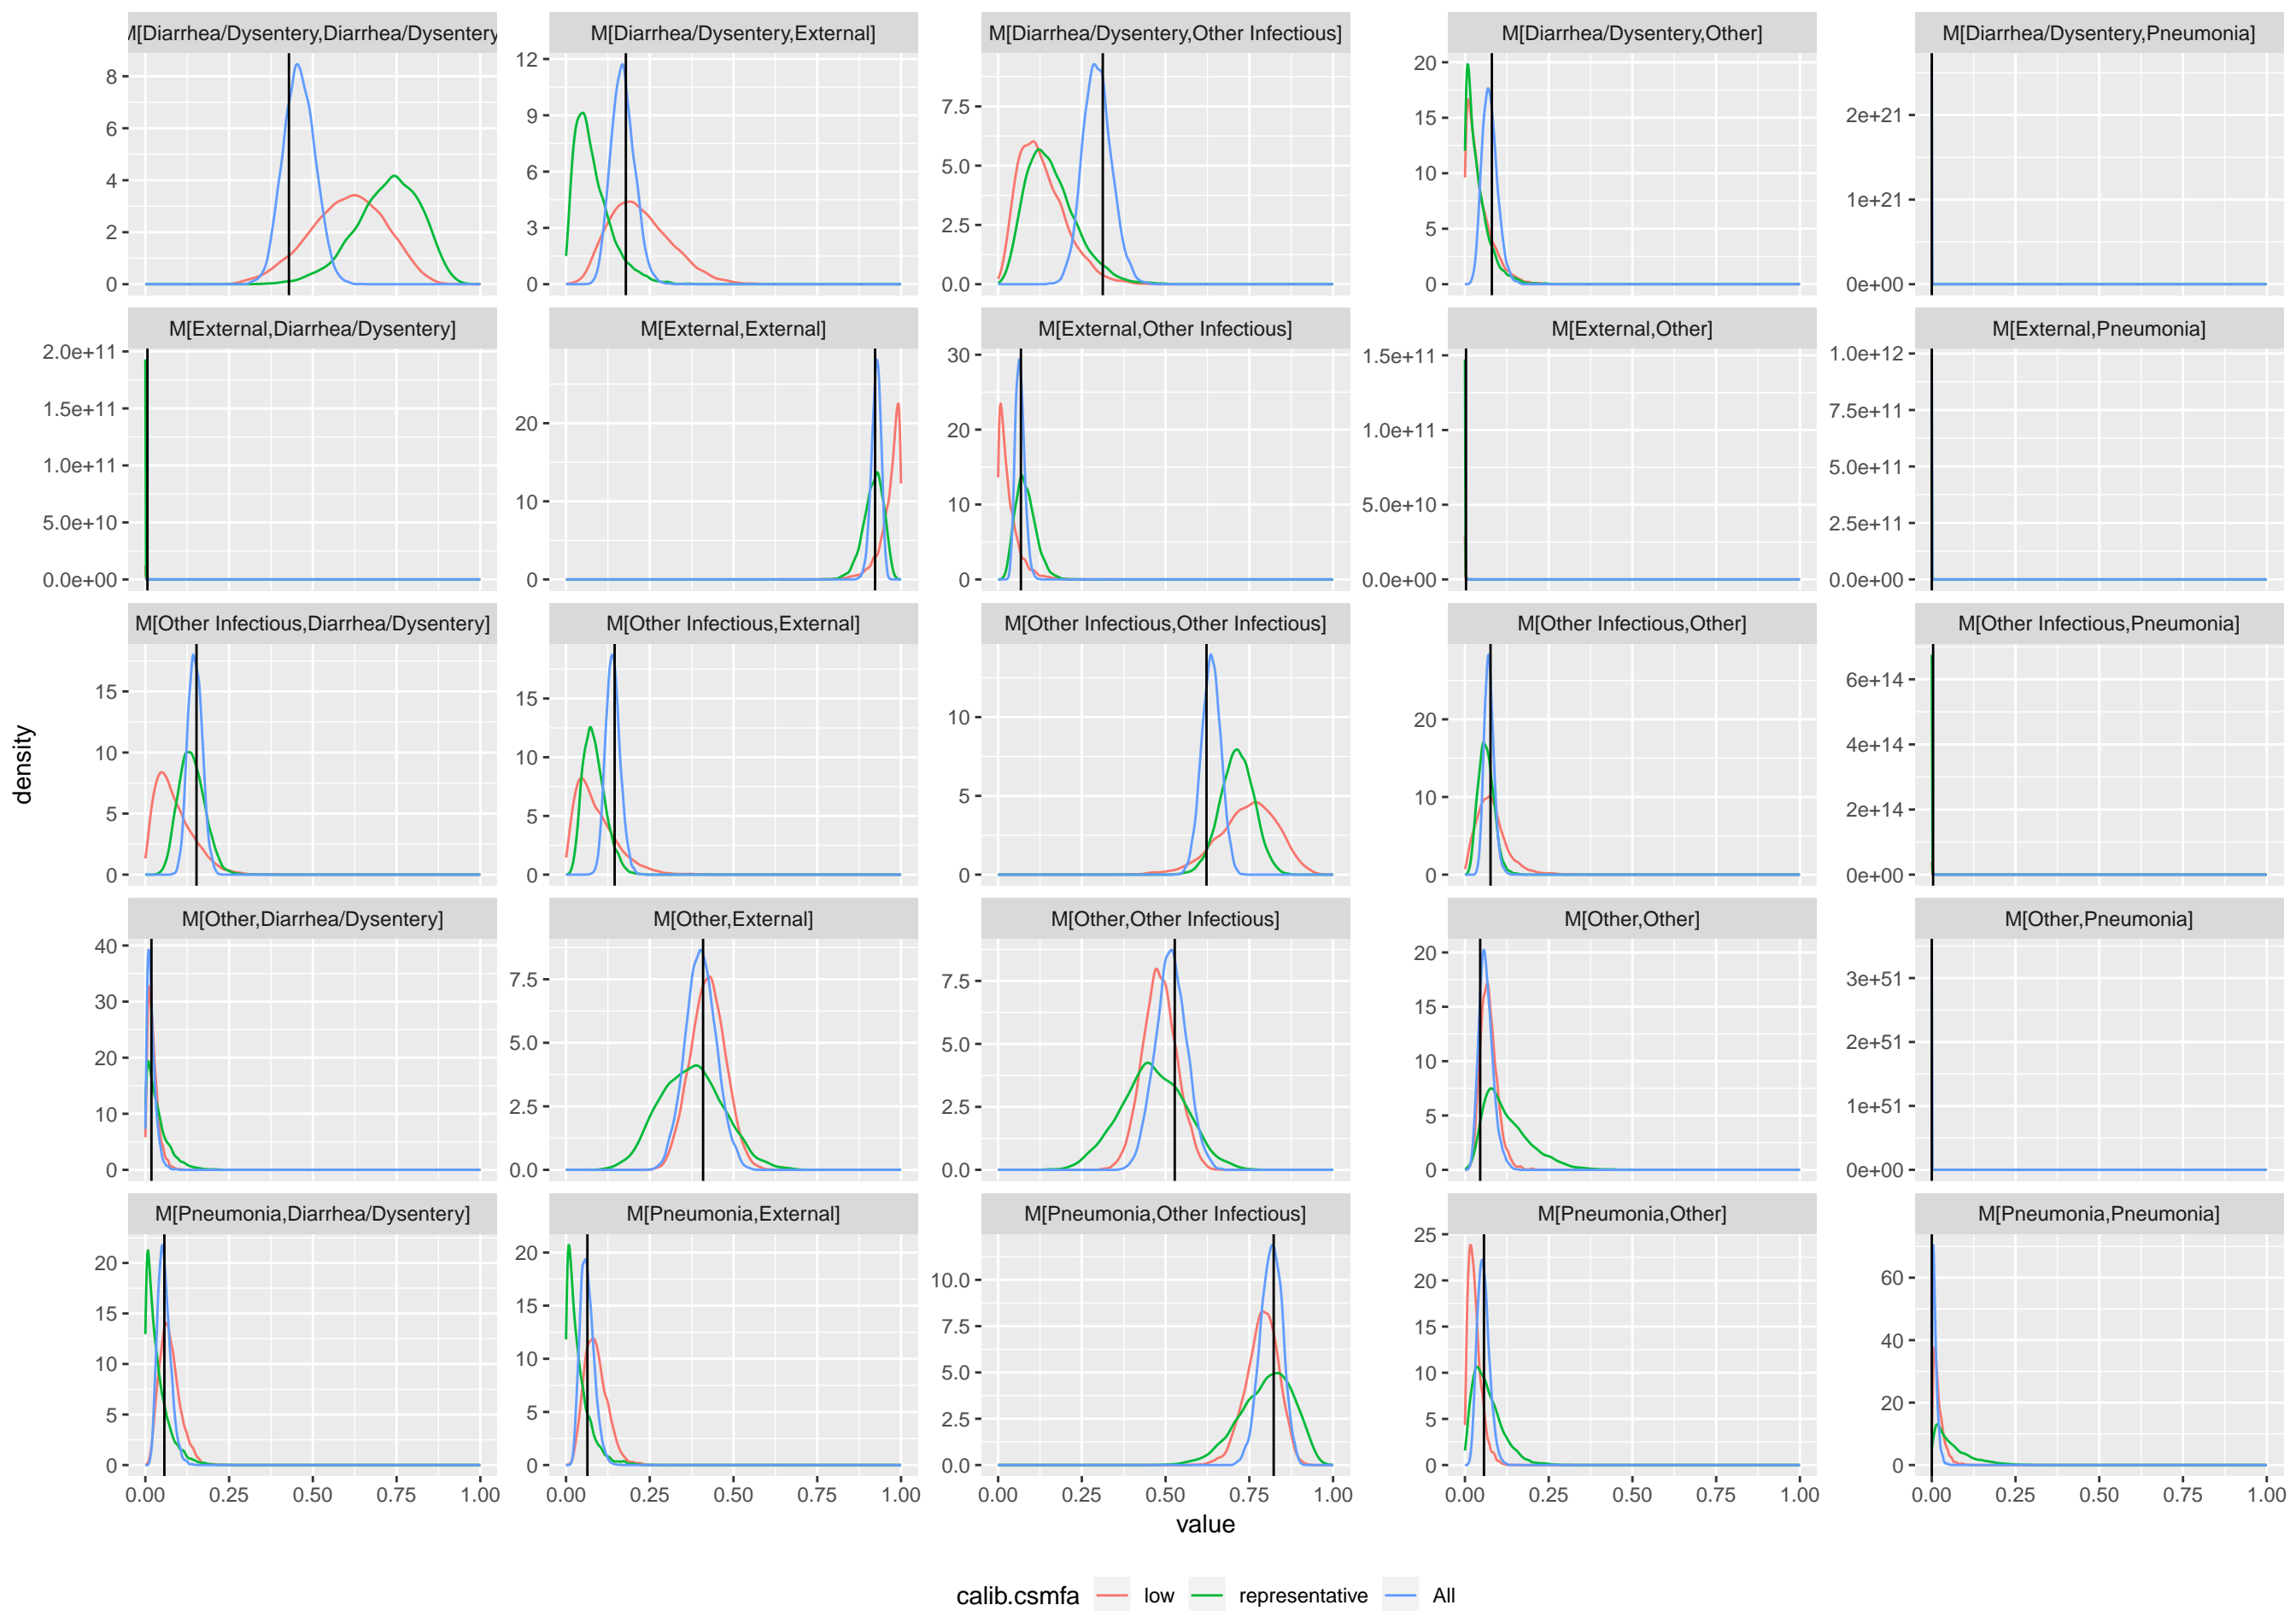 M[Diarrhea/Dysentery,Diarrhea/Dysentery
M[Diarrhea/Dysentery,External]
M[Diarrhea/Dysentery,Other Infectious]
M[Diarrhea/Dysentery,Other]
M[Diarrhea/Dysentery,Pneumonia]
8
6
4
2
0
12
9
6
3
0
7.5
5.0
2.5
0.0
20
15
10
5
0
2e+21
1e+21
0e+00
M[External,Diarrhea/Dysentery]
M[External,External]
M[External,Other Infectious]
M[External,Other]
M[External,Pneumonia]
2.0e+11
1.5e+11
1.0e+11
5.0e+10
0.0e+00
20
10
0
30
20
10
0
1.5e+11
1.0e+11
5.0e+10
0.0e+00
1.0e+12
7.5e+11
5.0e+11
2.5e+11
0.0e+00
M[Other Infectious,Diarrhea/Dysentery]
M[Other Infectious,External]
M[Other Infectious,Other Infectious]
M[Other Infectious,Other]
M[Other Infectious,Pneumonia]
15
10
5
0
15
10
5
0
10
5
0
20
10
0
6e+14
4e+14
2e+14
0e+00
density
M[Other,Diarrhea/Dysentery]
M[Other,External]
M[Other,Other Infectious]
M[Other,Other]
M[Other,Pneumonia]
40
30
20
10
0
7.5
5.0
2.5
0.0
7.5
5.0
2.5
0.0
20
15
10
5
0
3e+51
2e+51
1e+51
0e+00
M[Pneumonia,Diarrhea/Dysentery]
M[Pneumonia,External]
M[Pneumonia,Other Infectious]
M[Pneumonia,Other]
M[Pneumonia,Pneumonia]
20
15
10
5
0
20
15
10
5
0
10.0
7.5
5.0
2.5
0.0
25
20
15
10
5
0
60
40
20
0
0.00 0.25 0.50 0.75 1.00
0.00 0.25 0.50 0.75 1.00
0.00 0.25 0.50 0.75 1.00
0.00 0.25 0.50 0.75 1.00
0.00 0.25 0.50 0.75 1.00
value
calib.csmfa low representative All